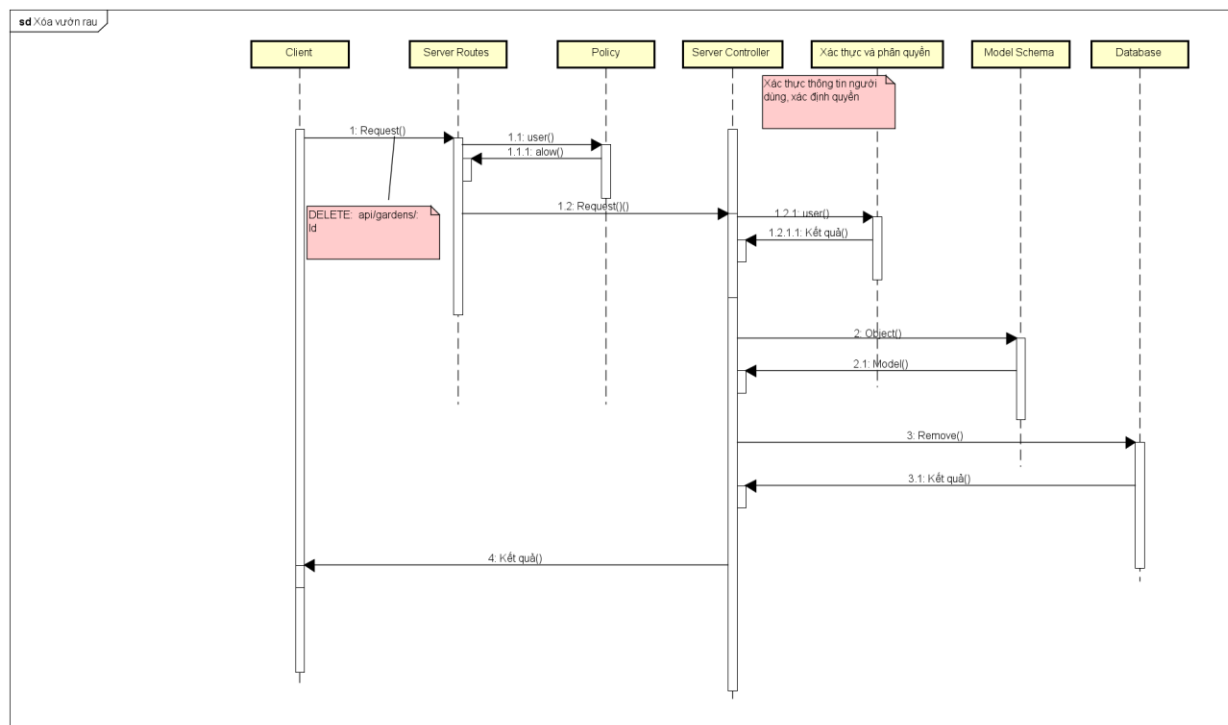 sd Xóa vườn rau
Client
Server Routes
Policy
Server Controller
Xác thực và phân quyền
Model Schema
Database
Xác thực thông tin người
dùng, xác định quyền
1: Request()
1.1: user()
1.1.1: alow()
DELETE: api/gardens/:
Id
1.2: Request()()
1.2.1: user()
1.2.1.1: Kết quả()
2: Object()
2.1: Model()
3: Remove()
3.1: Kết quả()
4: Kết quả()